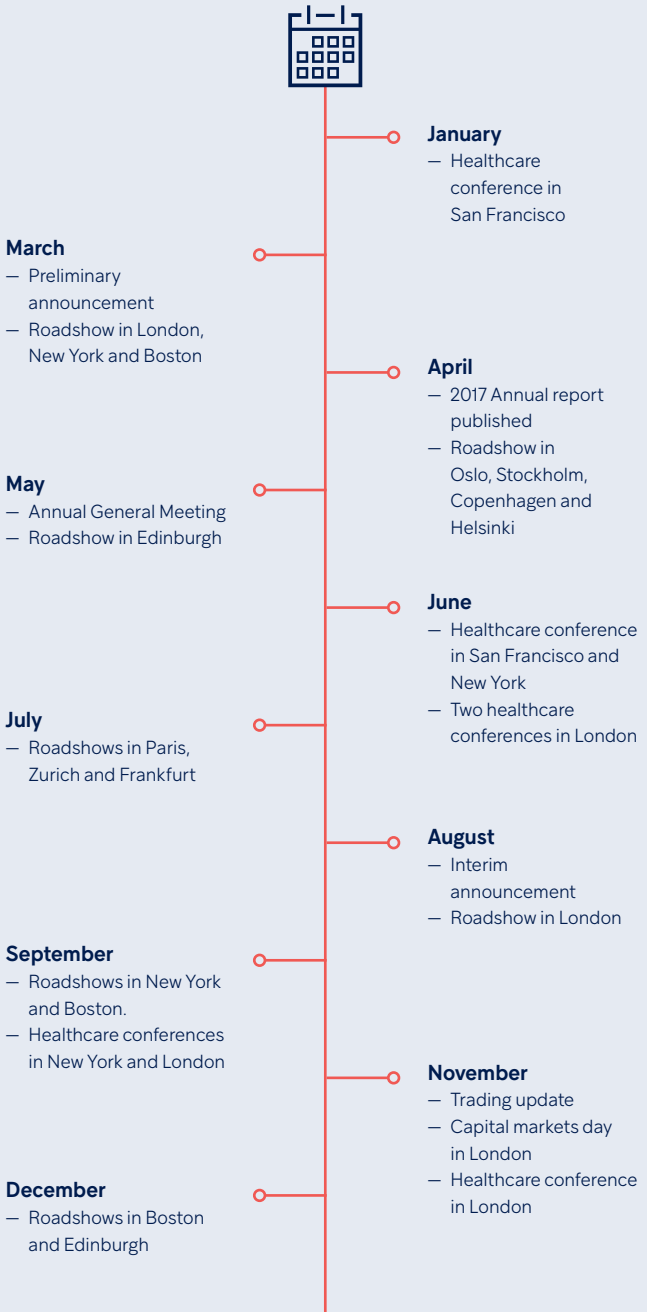 January
— Healthcare
conference in
San Francisco
March
— Preliminary
announcement
— Roadshow in London,
New York and Boston
April
— 2017 Annual report
published
— Roadshow in
Oslo, Stockholm,
Copenhagen and
Helsinki
May
— Annual General Meeting
— Roadshow in Edinburgh
June
— Healthcare conference
in San Francisco and
New York
— Two healthcare
conferences in London
July
— Roadshows in Paris,
Zurich and Frankfurt
August
— Interim
announcement
— Roadshow in London
September
— Roadshows in New York
and Boston.
— Healthcare conferences
in New York and London
November
— Trading update
— Capital markets day
in London
— Healthcare conference
in London
December
— Roadshows in Boston
and Edinburgh